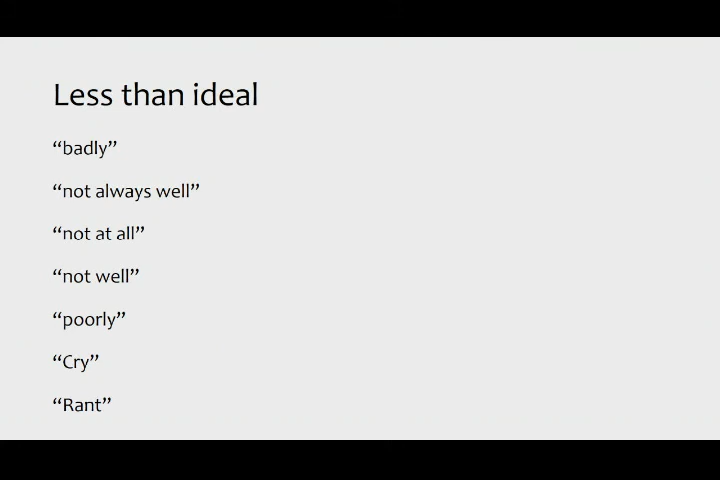 Less than ideal
“badly”
“not always well”
“not at all”
“not well”
“poorly”
“Cry”
“Rant”